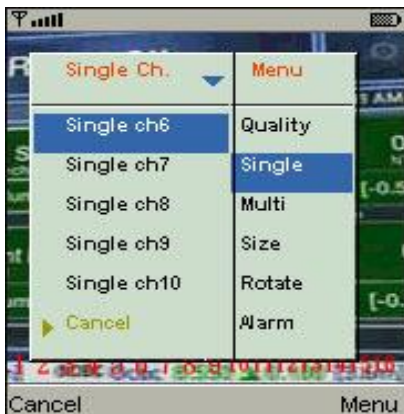 Single Ch.
Menu
Single ch6
Quality
Single ch7
Single
Single ch8
Multi
Single ch9
Size
Single ch10
Rotate
Cancel
Alarm
Cancel
Menu